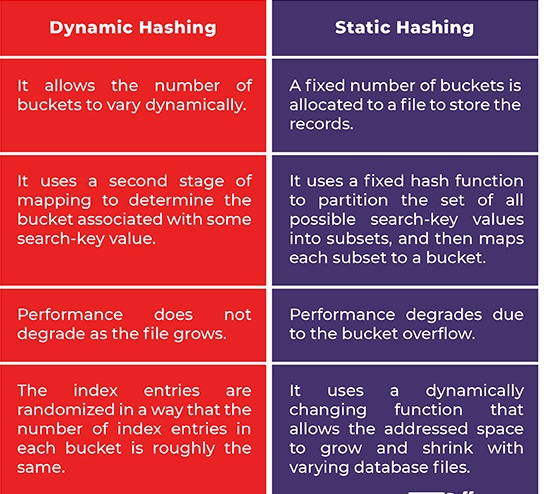 Dynamic Hashing
Static Hashing
It allows the number of
buckets to vary dynamically.
A fixed number of buckets is
allocated to a file to store the
records.
It uses a second stage of
mapping to determine the
bucket associated with some
search-key value.
It uses a fixed hash function
to partition the set of all
possible search-key values
into subsets, and then maps
each subset to a bucket.
Performance does not
degrade as the file grows.
Performance degrades due
to the bucket overflow.
The index entries are
randomized in a way that the
number of index entries in
each bucket is roughly the
same.
It uses a dynamically
changing function that
allows the addressed space
to grow and shrink with
varying database files.